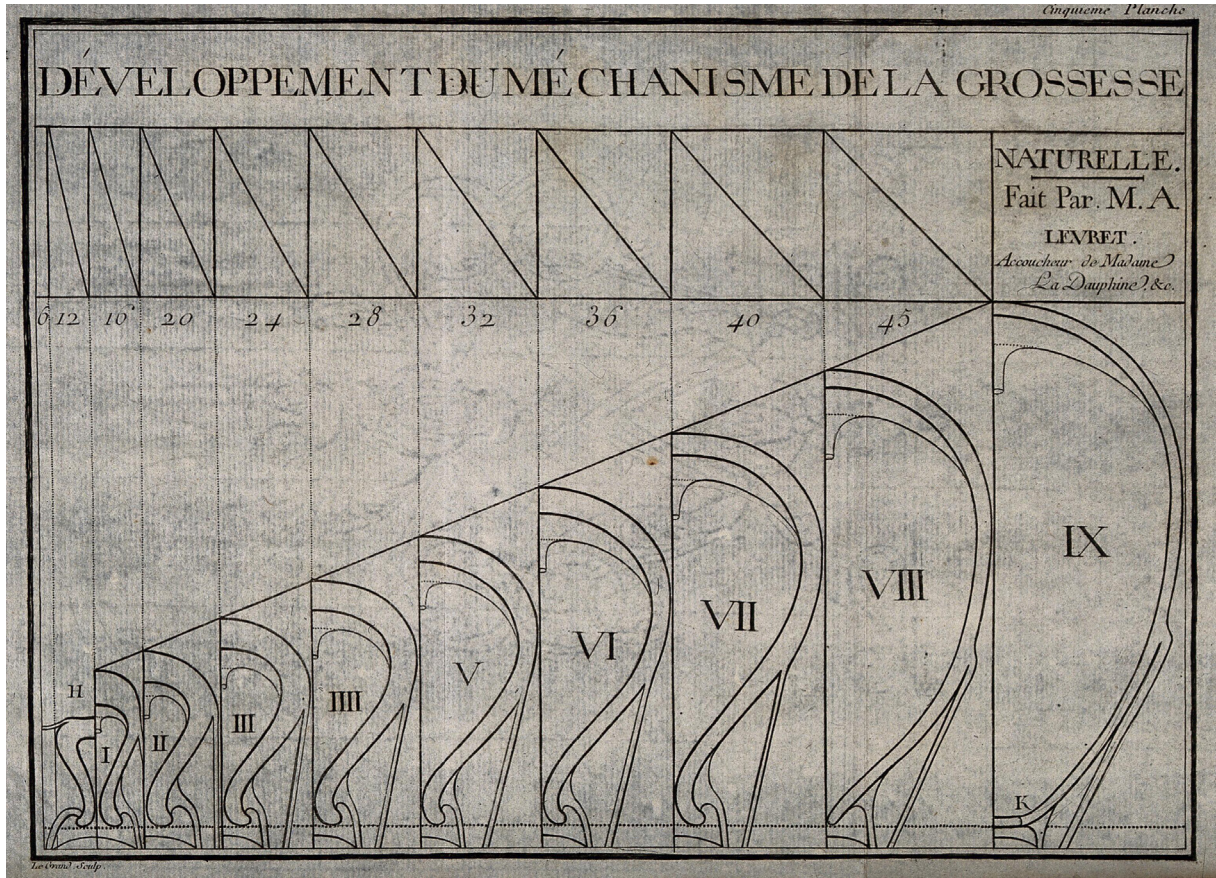 Cinquieme Planche
DÉVELOPPEMENT DU MÉCHANISME DE LA GROSSESSE
NATURELLE.
Fait Par. M. A
LEVRET.
Accoucheur de Madame
La Dauphine, &c.
6 12 16 20 24 28 32 36 40 45
H I II III IIII V VI VII VIII IX
K
Le Grand Sculp.